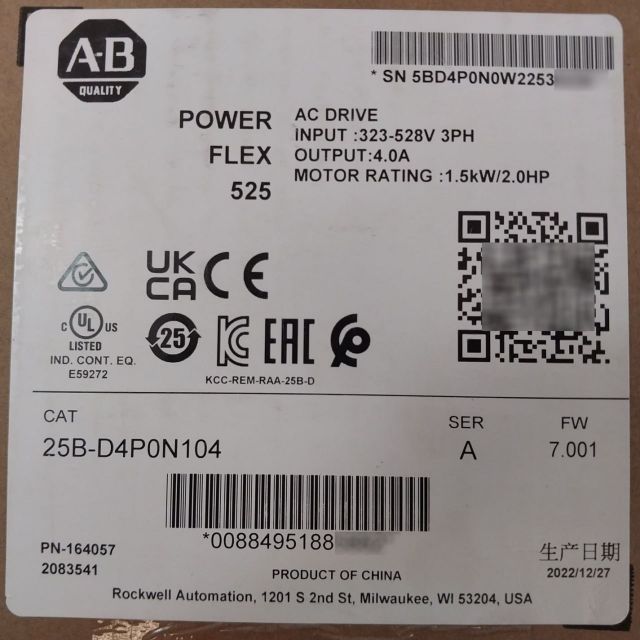 A-B
QUALITY
* SN 5BD4P0N0W2253
POWER
FLEX
525
AC DRIVE
INPUT :323-528V 3PH
OUTPUT:4.0A
MOTOR RATING :1.5kW/2.0HP
UK
CA CE
C UL US
LISTED
IND. CONT. EQ.
E59272
25
KC EAC
KCC-REM-RAA-25B-D
CAT
25B-D4P0N104
SER
A
FW
7.001
*0088495188
PN-164057
2083541
生产日期
2022/12/27
PRODUCT OF CHINA
Rockwell Automation, 1201 S 2nd St, Milwaukee, WI 53204, USA